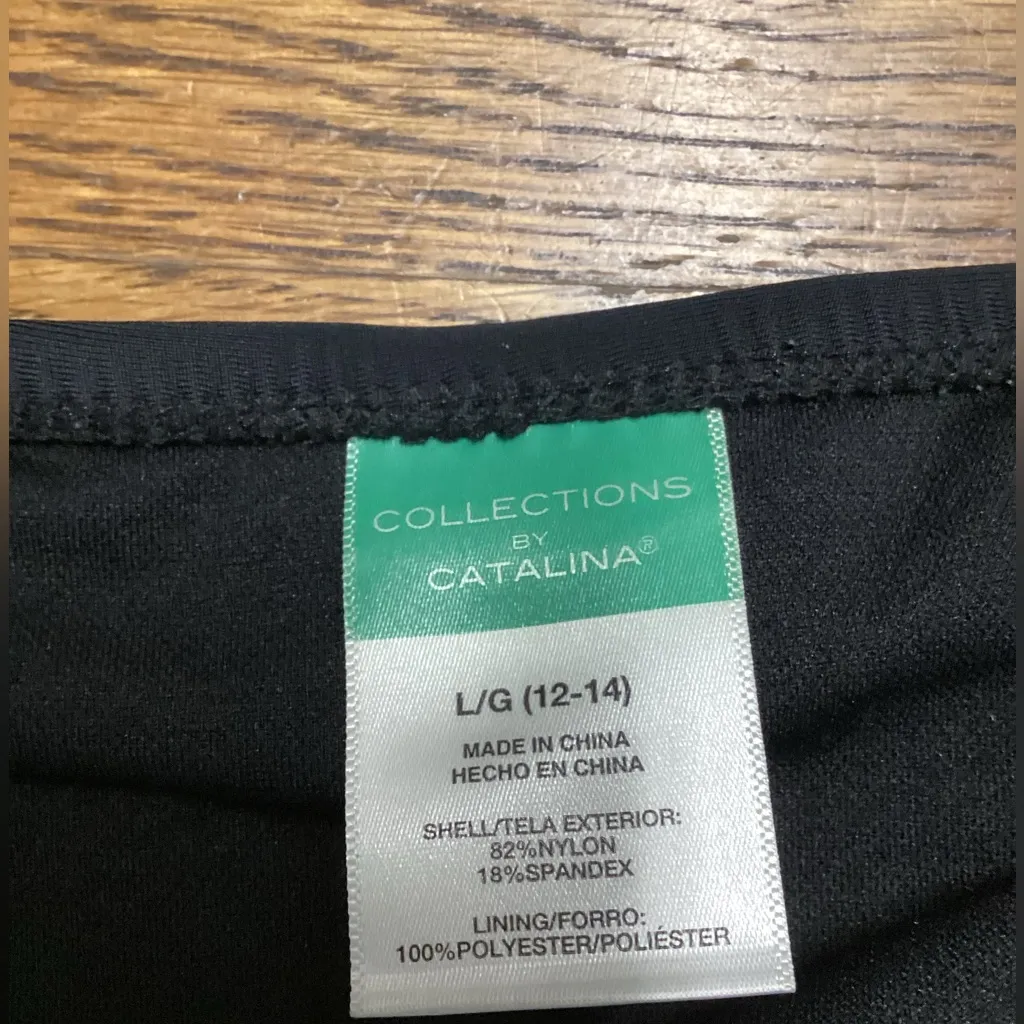 COLLECTIONS
BY
CATALINA®
L/G (12-14)
MADE IN CHINA
HECHO EN CHINA
SHELL/TELA EXTERIOR:
82%NYLON
18%SPANDEX
LINING/FORRO:
100%POLYESTER/POLIÉSTER